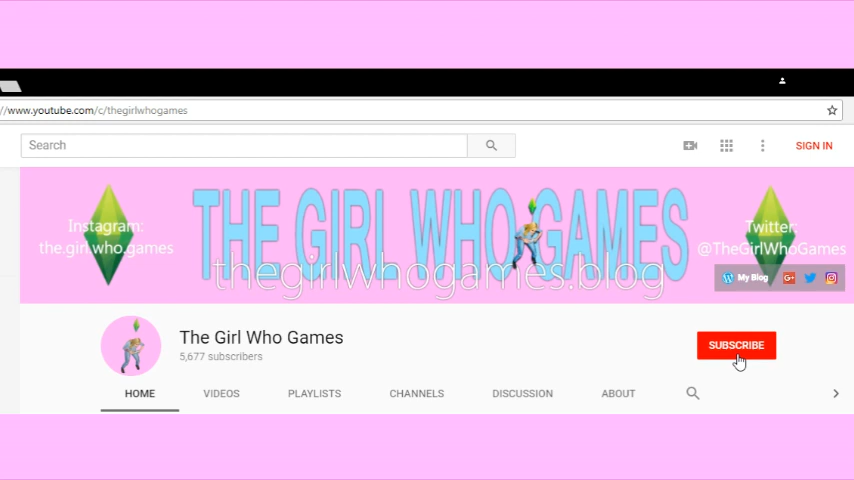 //www.youtube.com/c/thegirlwhogames
Search
SIGN IN
THE GIRL WHO GAMES
Instagram:
the.girl.who.games
Twitter:
@TheGirlWhoGames
thegirlwhogames.blog
My Blog
The Girl Who Games
5,677 subscribers
SUBSCRIBE
HOME VIDEOS PLAYLISTS CHANNELS DISCUSSION ABOUT